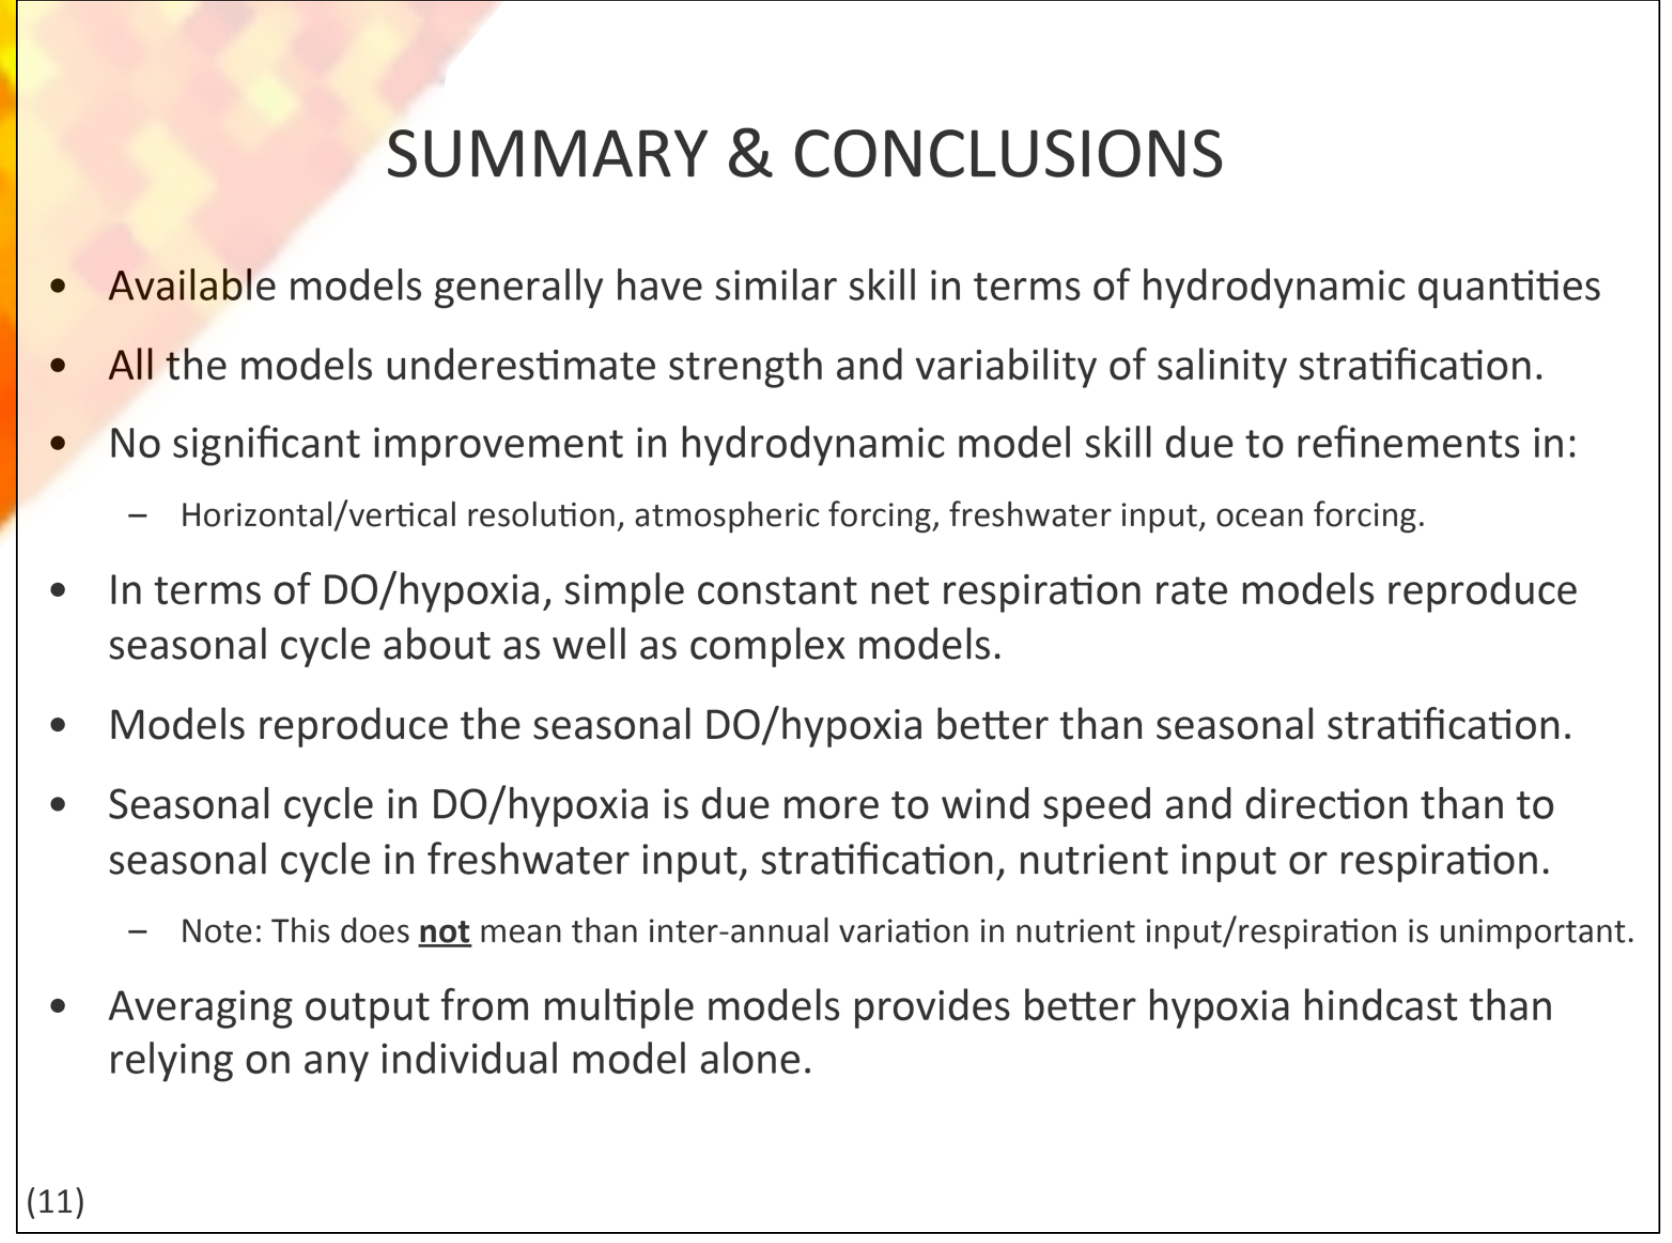 SUMMARY & CONCLUSIONS
• Available models generally have similar skill in terms of hydrodynamic quantities
• All the models underestimate strength and variability of salinity stratification.
• No significant improvement in hydrodynamic model skill due to refinements in:
– Horizontal/vertical resolution, atmospheric forcing, freshwater input, ocean forcing.
• In terms of DO/hypoxia, simple constant net respiration rate models reproduce
seasonal cycle about as well as complex models.
• Models reproduce the seasonal DO/hypoxia better than seasonal stratification.
• Seasonal cycle in DO/hypoxia is due more to wind speed and direction than to
seasonal cycle in freshwater input, stratification, nutrient input or respiration.
– Note: This does not mean than inter-annual variation in nutrient input/respiration is unimportant.
• Averaging output from multiple models provides better hypoxia hindcast than
relying on any individual model alone.
(11)